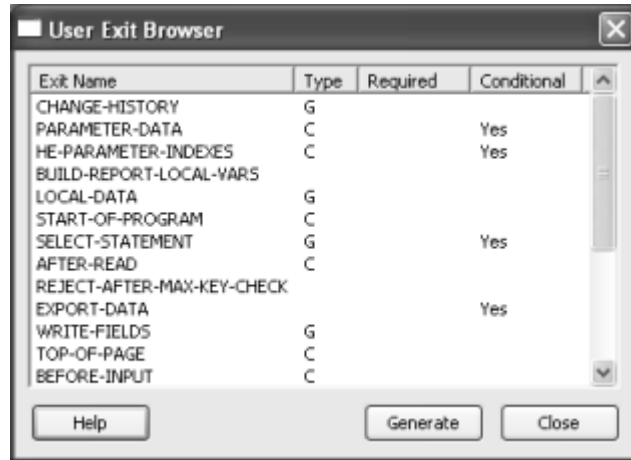 User Exit Browser
Exit Name Type Required Conditional
CHANGE-HISTORY G
PARAMETER-DATA C Yes
HE-PARAMETER-INDEXES C Yes
BUILD-REPORT-LOCAL-VARS
LOCAL-DATA G
START-OF-PROGRAM C
SELECT-STATEMENT G Yes
AFTER-READ C
REJECT-AFTER-MAX-KEY-CHECK
EXPORT-DATA Yes
WRITE-FIELDS G
TOP-OF-PAGE C
BEFORE-INPUT C
Help Generate Close